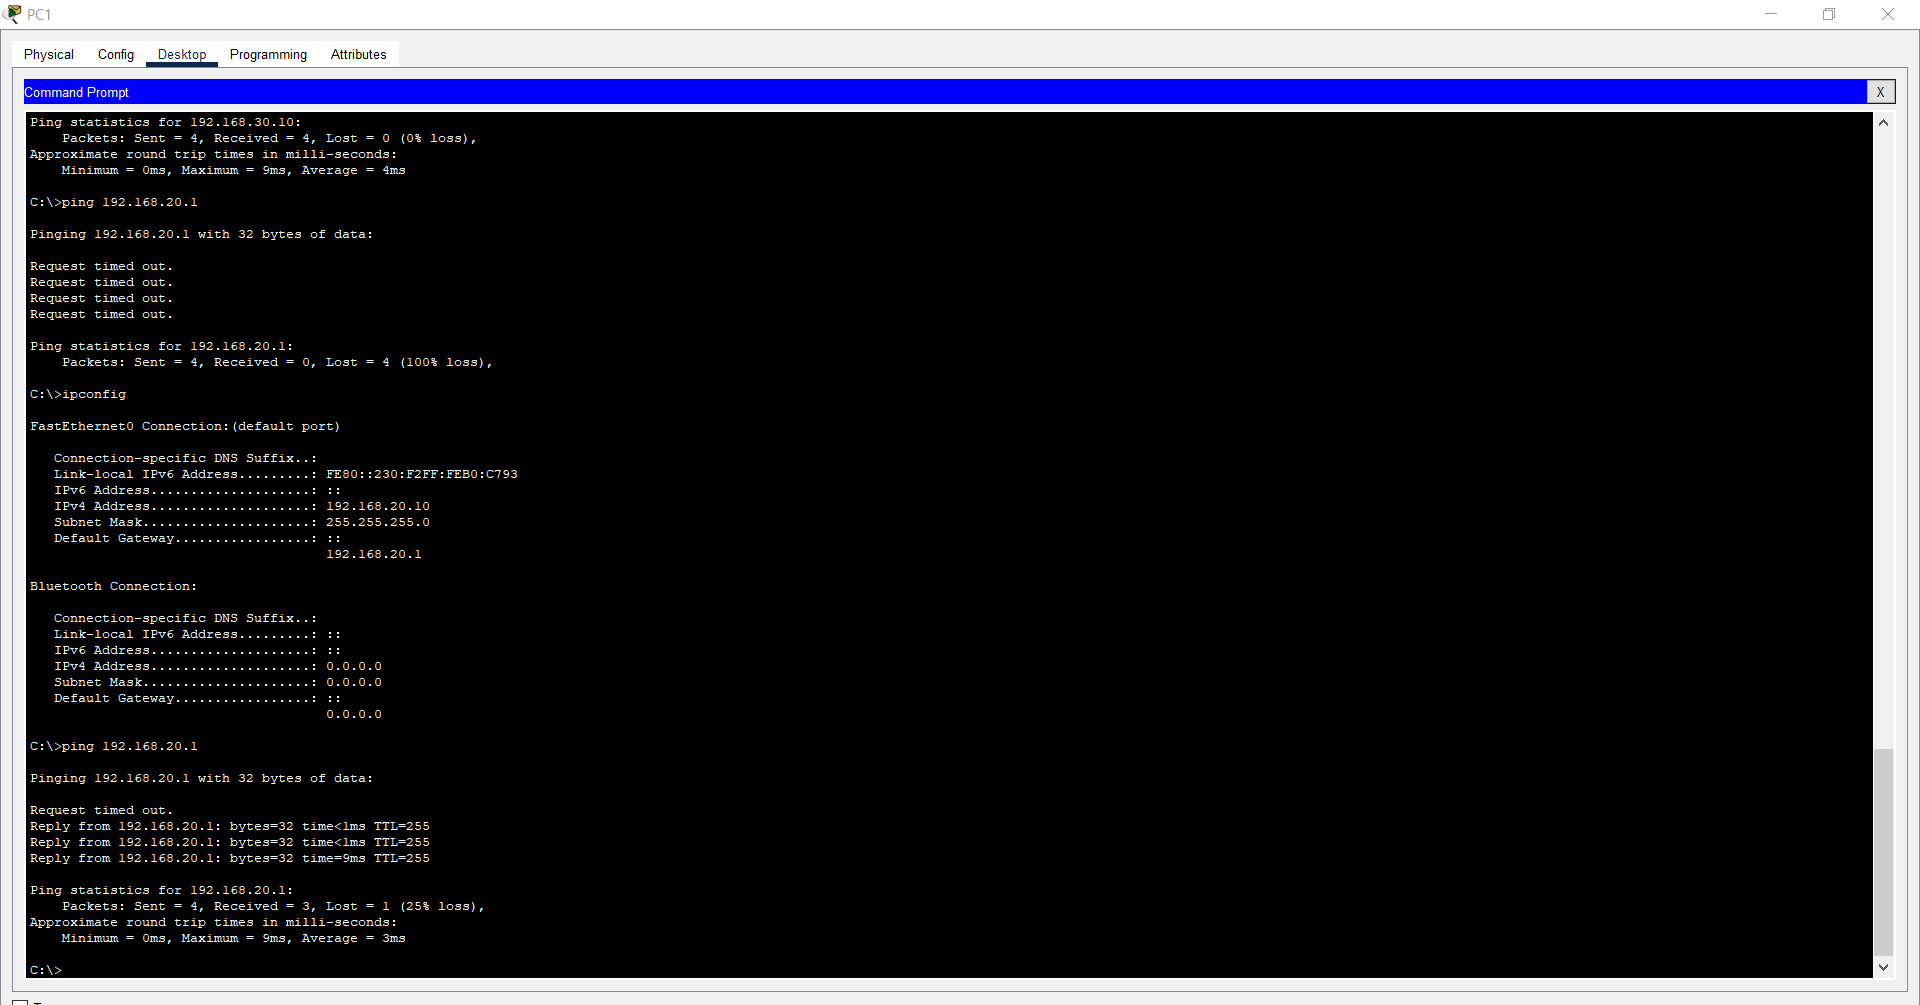 PC1
Physical Config Desktop Programming Attributes
Command Prompt X
Ping statistics for 192.168.30.10:
    Packets: Sent = 4, Received = 4, Lost = 0 (0% loss),
Approximate round trip times in milli-seconds:
    Minimum = 0ms, Maximum = 9ms, Average = 4ms
C:\>ping 192.168.20.1
Pinging 192.168.20.1 with 32 bytes of data:
Request timed out.
Request timed out.
Request timed out.
Request timed out.
Ping statistics for 192.168.20.1:
    Packets: Sent = 4, Received = 0, Lost = 4 (100% loss),
C:\>ipconfig
FastEthernet0 Connection:(default port)
   Connection-specific DNS Suffix..:
   Link-local IPv6 Address.........: FE80::230:F2FF:FEB0:C793
   IPv6 Address....................: ::
   IPv4 Address....................: 192.168.20.10
   Subnet Mask.....................: 255.255.255.0
   Default Gateway.................: ::
                                     192.168.20.1
Bluetooth Connection:
   Connection-specific DNS Suffix..:
   Link-local IPv6 Address.........: ::
   IPv6 Address....................: ::
   IPv4 Address....................: 0.0.0.0
   Subnet Mask.....................: 0.0.0.0
   Default Gateway.................: ::
                                     0.0.0.0
C:\>ping 192.168.20.1
Pinging 192.168.20.1 with 32 bytes of data:
Request timed out.
Reply from 192.168.20.1: bytes=32 time<1ms TTL=255
Reply from 192.168.20.1: bytes=32 time<1ms TTL=255
Reply from 192.168.20.1: bytes=32 time=9ms TTL=255
Ping statistics for 192.168.20.1:
    Packets: Sent = 4, Received = 3, Lost = 1 (25% loss),
Approximate round trip times in milli-seconds:
    Minimum = 0ms, Maximum = 9ms, Average = 3ms
C:\>